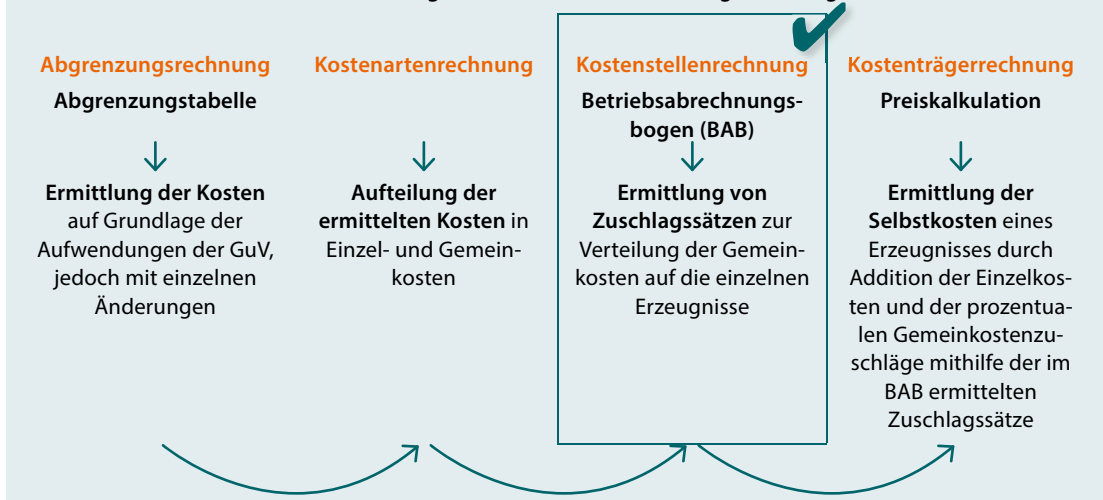 Abgrenzungsrechnung
Abgrenzungstabelle
Ermittlung der Kosten
auf Grundlage der
Aufwendungen der GuV,
jedoch mit einzelnen
Änderungen
Kostenartenrechnung
Aufteilung der
ermittelten Kosten in
Einzel- und Gemein-
kosten
Kostenstellenrechnung
Betriebsabrechnungs-
bogen (BAB)
Ermittlung von
Zuschlagssätzen zur
Verteilung der Gemein-
kosten auf die einzelnen
Erzeugnisse
Kostenträgerrechnung
Preiskalkulation
Ermittlung der
Selbstkosten eines
Erzeugnisses durch
Addition der Einzelkos-
ten und der prozentua-
len Gemeinkostenzu-
schläge mithilfe der im
BAB ermittelten
Zuschlagssätze